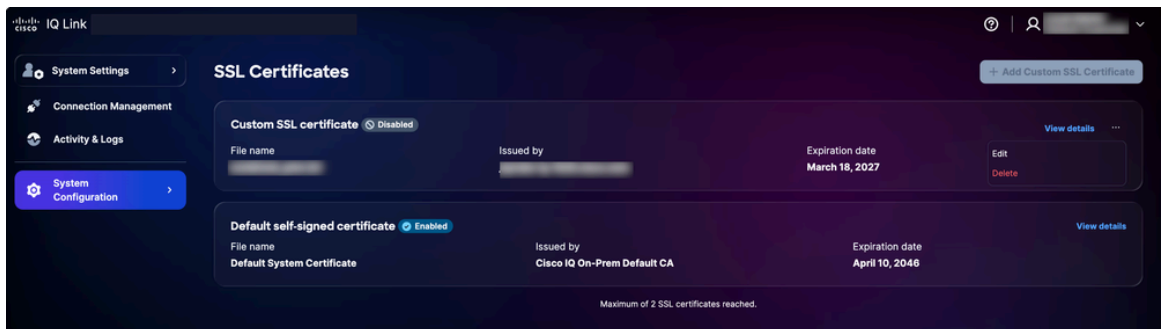 cisco IQ Link
System Settings
SSL Certificates
+ Add Custom SSL Certificate
Connection Management
Activity & Logs
System
Configuration
Custom SSL certificate Disabled
View details ...
File name
Issued by
Expiration date
March 18, 2027
Edit
Delete
Default self-signed certificate Enabled
View details
File name
Issued by
Expiration date
Default System Certificate
Cisco IQ On-Prem Default CA
April 10, 2046
Maximum of 2 SSL certificates reached.